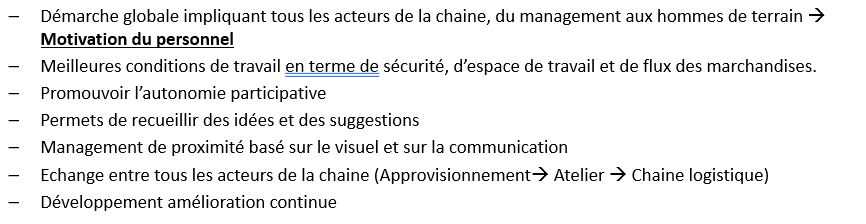 – Démarche globale impliquant tous les acteurs de la chaine, du management aux hommes de terrain →
Motivation du personnel
– Meilleures conditions de travail en terme de sécurité, d’espace de travail et de flux des marchandises.
– Promouvoir l’autonomie participative
– Permets de recueillir des idées et des suggestions
– Management de proximité basé sur le visuel et sur la communication
– Echange entre tous les acteurs de la chaine (Approvisionnement→ Atelier → Chaine logistique)
– Développement amélioration continue